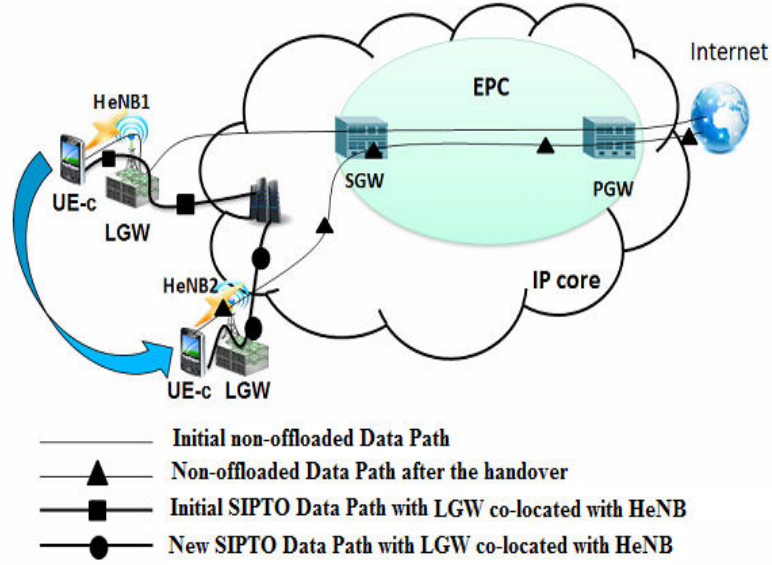 Internet
EPC
HeNB1
SGW
PGW
UE-c
LGW
IP core
HeNB2
UE-c LGW
Initial non-offloaded Data Path
Non-offloaded Data Path after the handover
Initial SIPTO Data Path with LGW co-located with HeNB
New SIPTO Data Path with LGW co-located with HeNB